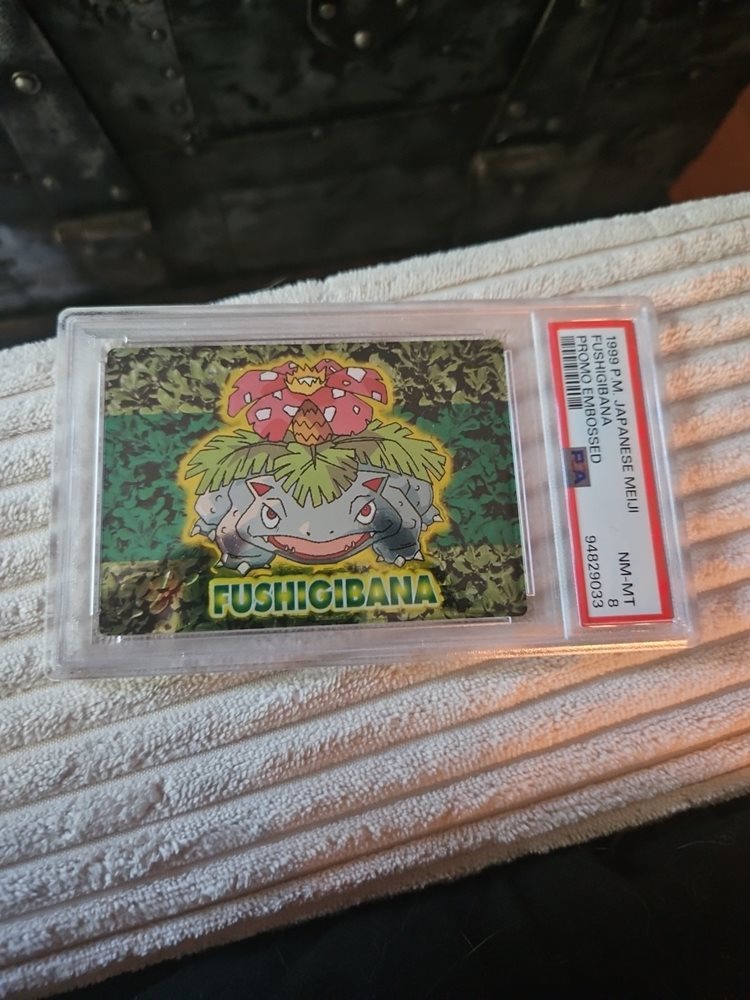 FUSHIGIBANA
1999 P.M. JAPANESE MEIJI
FUSHIGIBANA NM-MT
PROMO EMBOSSED 8
94829033
PSA